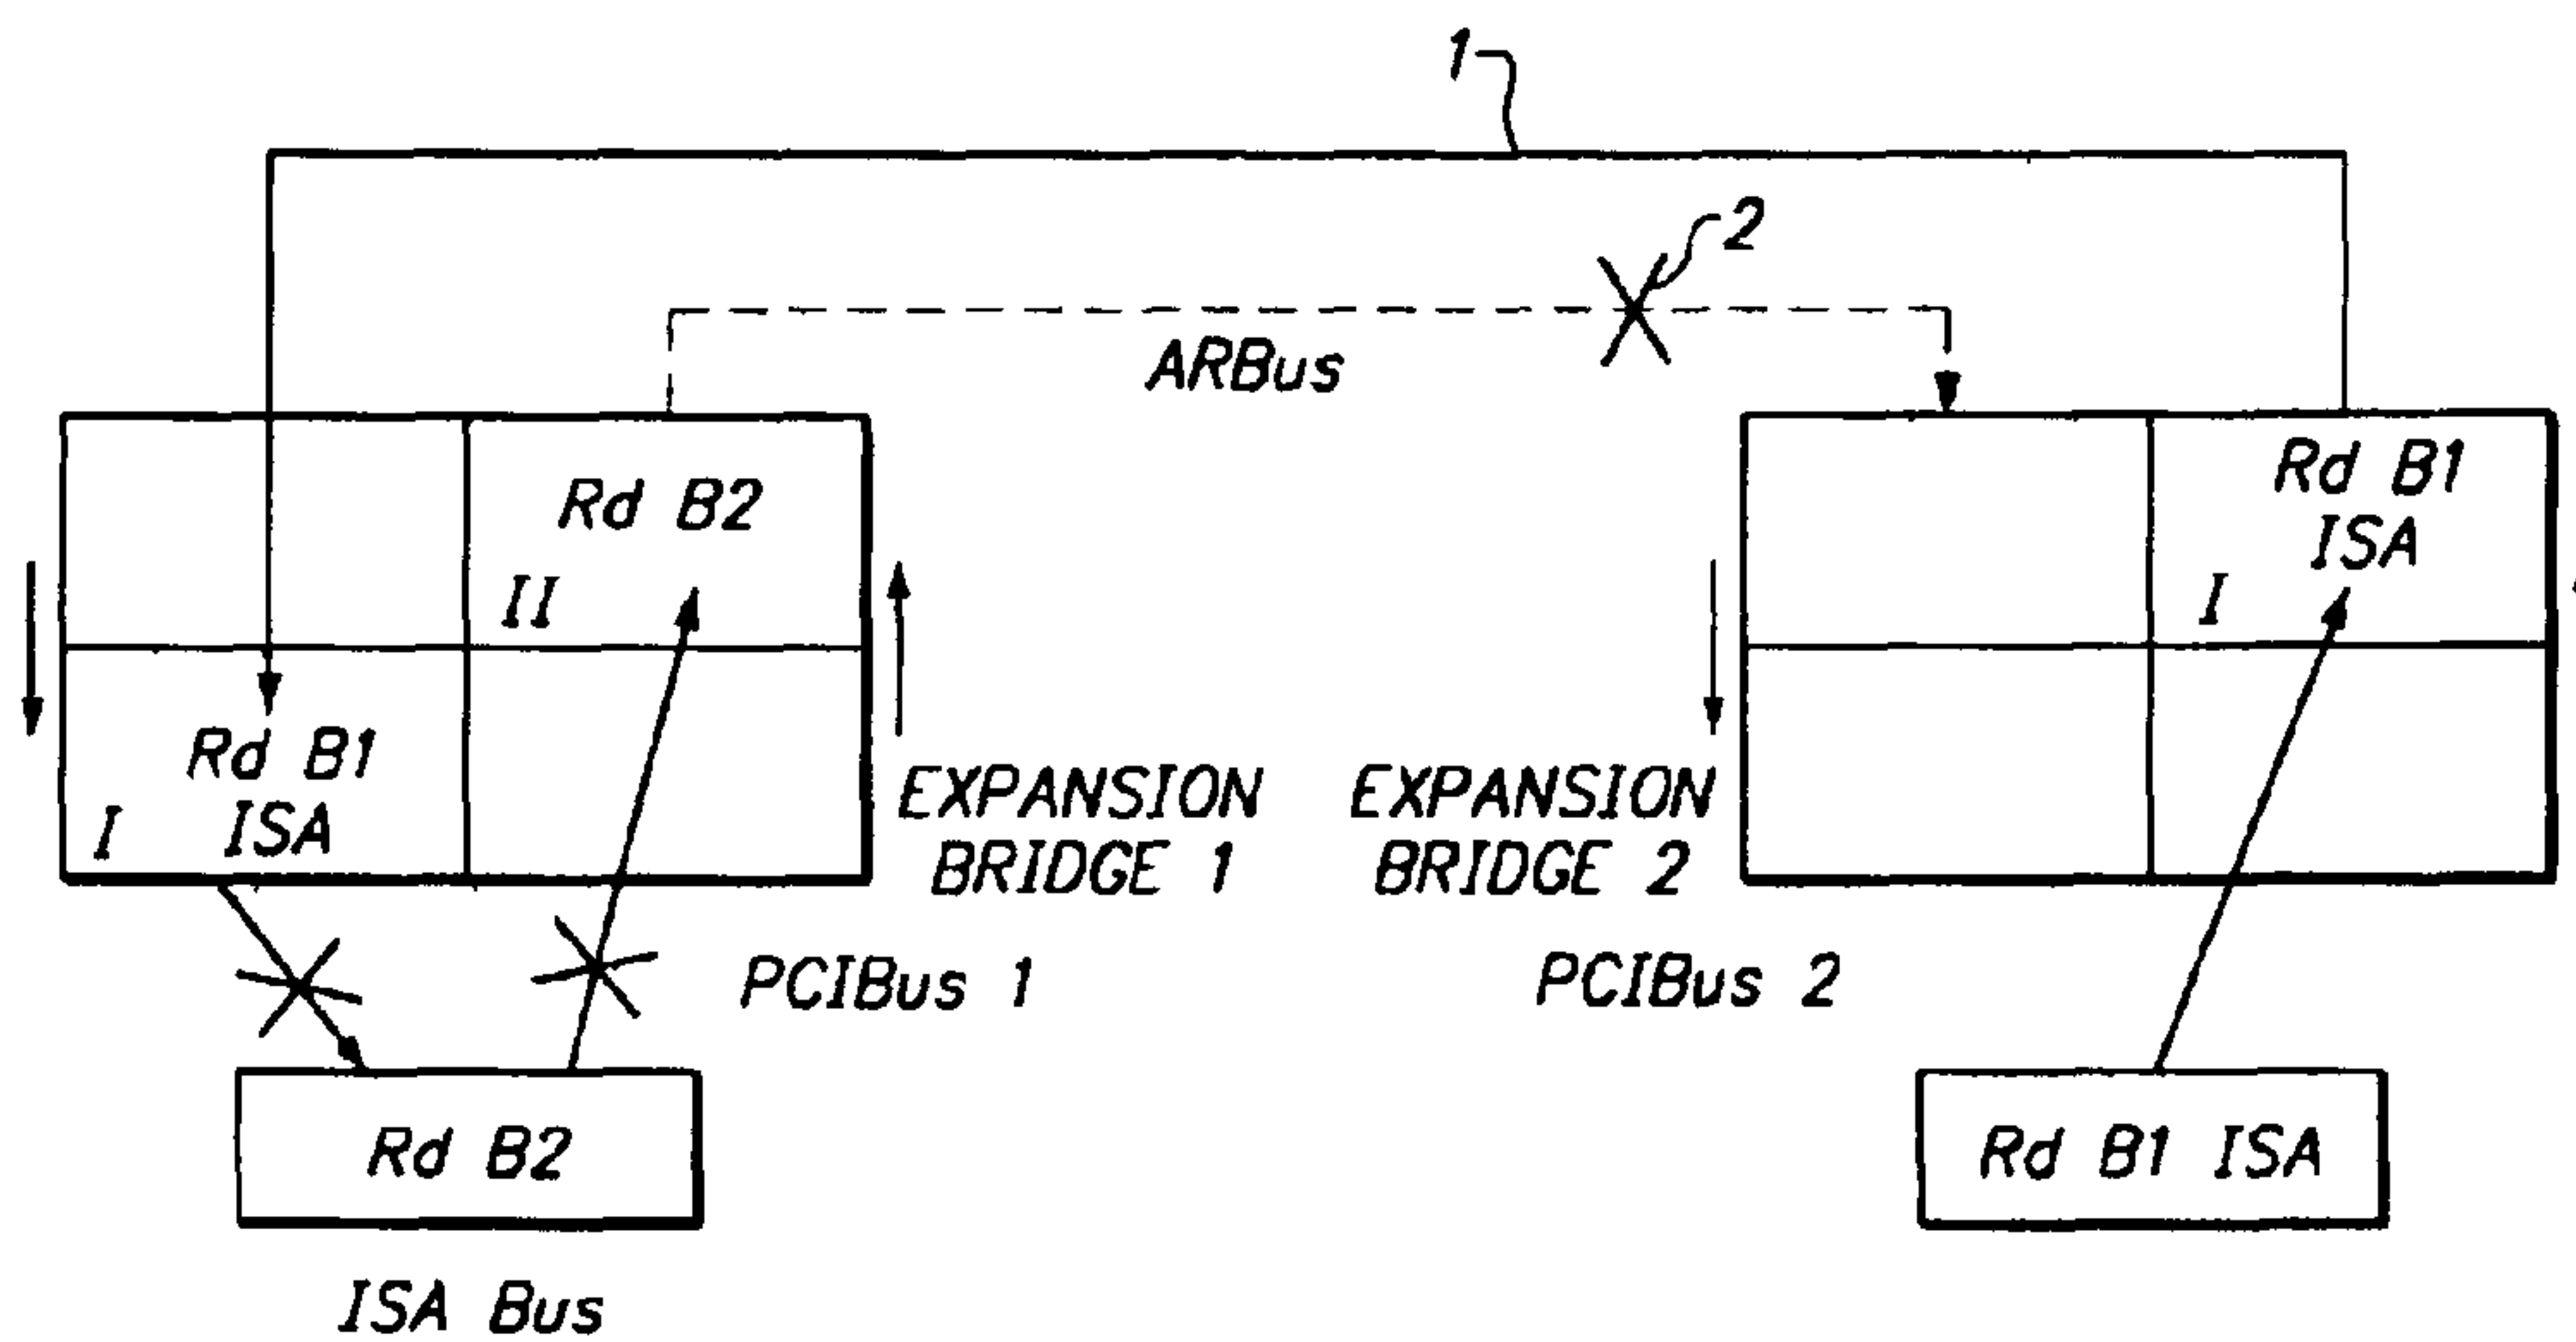 1
2
ARBus
Rd B2
II
Rd B1
ISA
I
Rd B1
ISA
I
EXPANSION
BRIDGE 1
EXPANSION
BRIDGE 2
PCIBus 1
PCIBus 2
Rd B2
Rd B1 ISA
ISA Bus